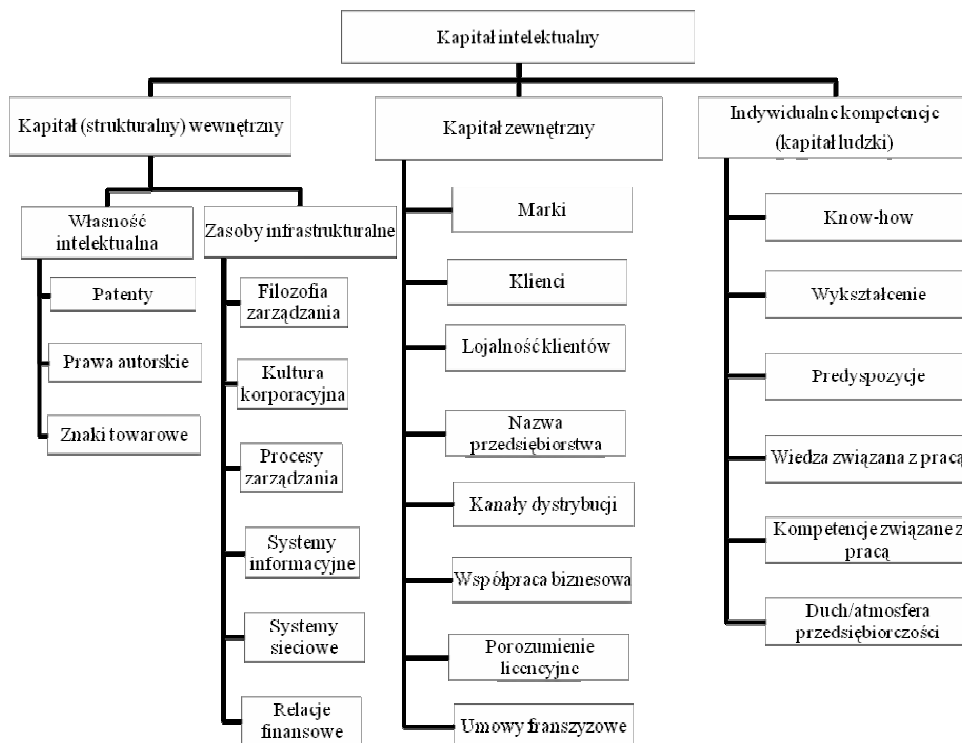 Kapitał intelektualny
Kapitał (strukturalny) wewnętrzny
Własność
intelektualna
Patenty
Prawa autorskie
Znaki towarowe
Zasoby infrastrukturalne
Filozofia
zarządzania
Kultura
korporacyjna
Procesy
zarządzania
Systemy
informacyjne
Systemy
sieciowe
Relacje
finansowe
Kapitał zewnętrzny
Marki
Klienci
Lojalność klientów
Nazwa
przedsiębiorstwa
Kanały dystrybucji
Współpraca biznesowa
Porozumienie
licencyjne
Umowy franszyzowe
Indywidualne kompetencje
(kapitał ludzki)
Know-how
Wykształcenie
Predyspozycje
Wiedza związana z pracą
Kompetencje związane z
pracą
Duch/atmosfera
przedsiębiorczości